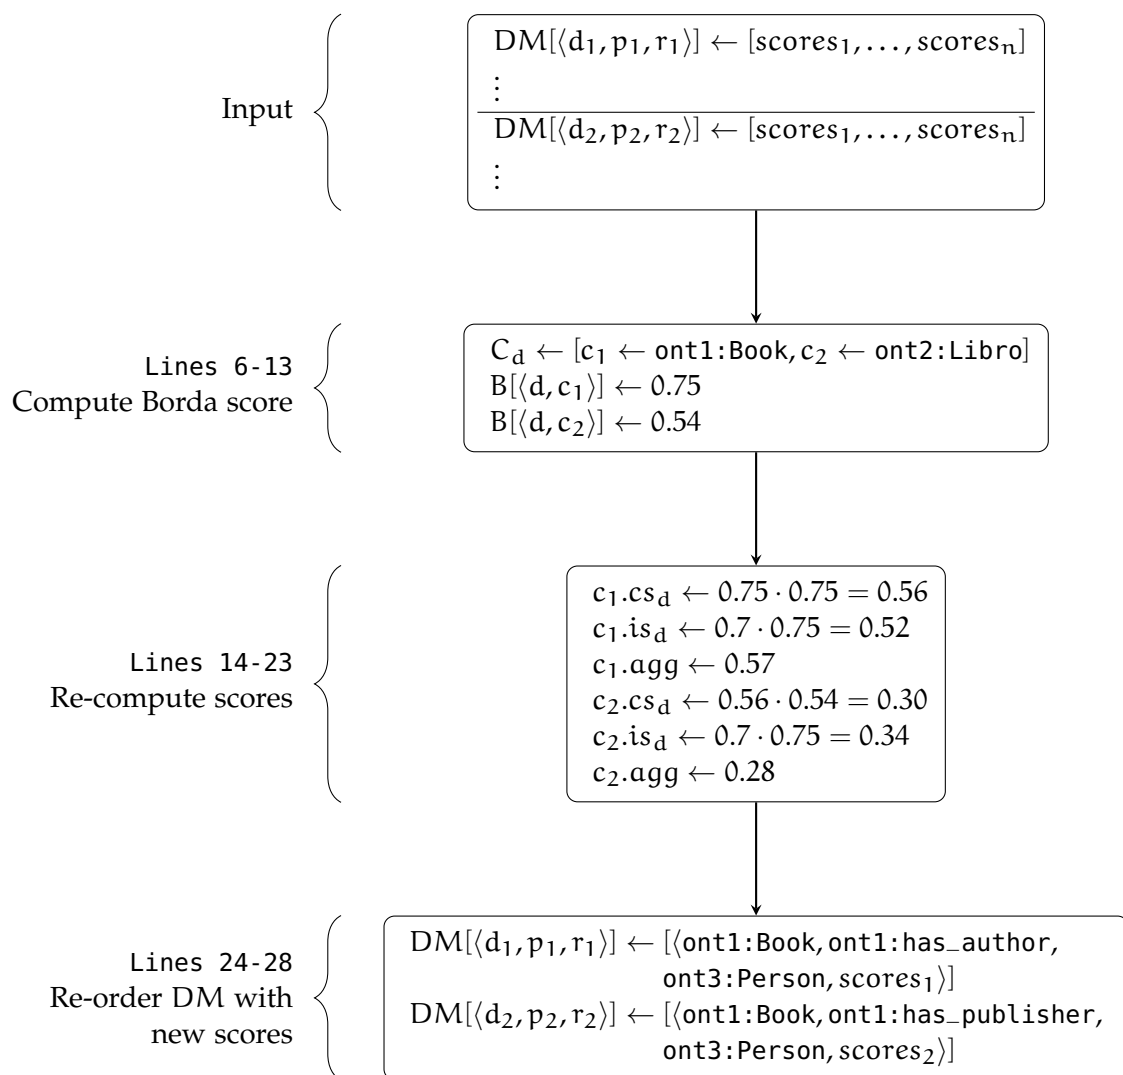 Input
DM[⟨d₁, p₁, r₁⟩] ← [scores₁, . . . , scoresₙ]
⋮
DM[⟨d₂, p₂, r₂⟩] ← [scores₁, . . . , scoresₙ]
⋮
Lines 6-13
Compute Borda score
C_d ← [c₁ ← ont1:Book, c₂ ← ont2:Libro]
B[⟨d, c₁⟩] ← 0.75
B[⟨d, c₂⟩] ← 0.54
Lines 14-23
Re-compute scores
c₁.cs_d ← 0.75 · 0.75 = 0.56
c₁.is_d ← 0.7 · 0.75 = 0.52
c₁.agg ← 0.57
c₂.cs_d ← 0.56 · 0.54 = 0.30
c₂.is_d ← 0.7 · 0.75 = 0.34
c₂.agg ← 0.28
Lines 24-28
Re-order DM with
new scores
DM[⟨d₁, p₁, r₁⟩] ← [⟨ont1:Book, ont1:has_author,
ont3:Person, scores₁⟩]
DM[⟨d₂, p₂, r₂⟩] ← [⟨ont1:Book, ont1:has_publisher,
ont3:Person, scores₂⟩]